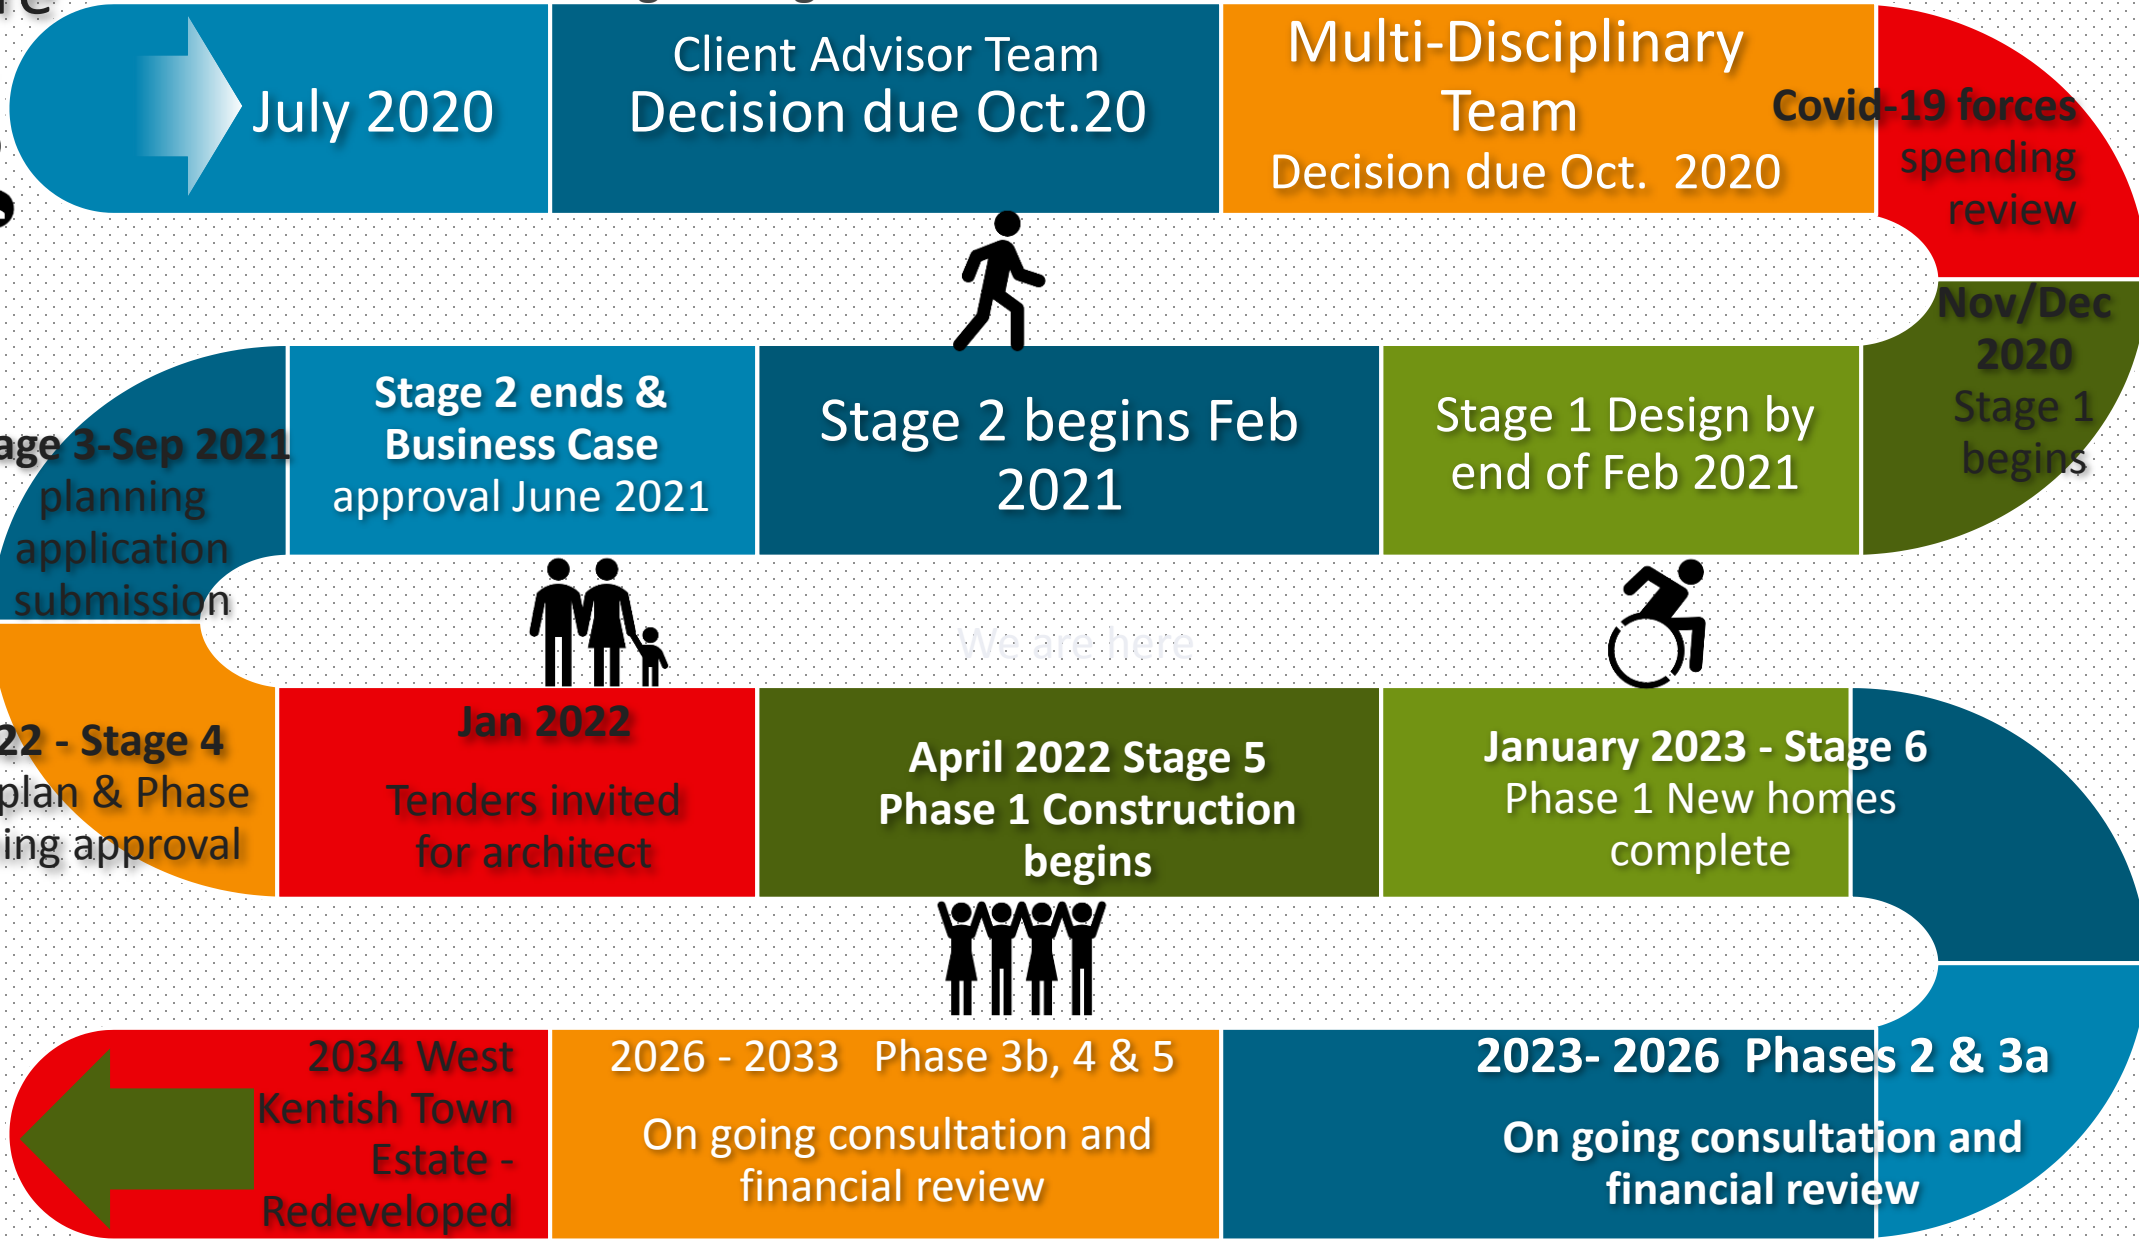 July 2020
Client Advisor Team
Decision due Oct.20
Multi-Disciplinary
Team
Decision due Oct. 2020
Covid-19 forces
spending
review
Nov/Dec
2020
Stage 1
begins
Stage 1 Design by
end of Feb 2021
Stage 2 begins Feb
2021
Stage 2 ends &
Business Case
approval June 2021
3-Sep 2021
planning
application
submission
We are here
- Stage 4
plan & Phase
approval
Jan 2022
Tenders invited
for architect
April 2022 Stage 5
Phase 1 Construction
begins
January 2023 - Stage 6
Phase 1 New homes
complete
2023- 2026 Phases 2 & 3a
On going consultation and
financial review
2026 - 2033 Phase 3b, 4 & 5
On going consultation and
financial review
2034 West
Kentish Town
Estate -
Redeveloped